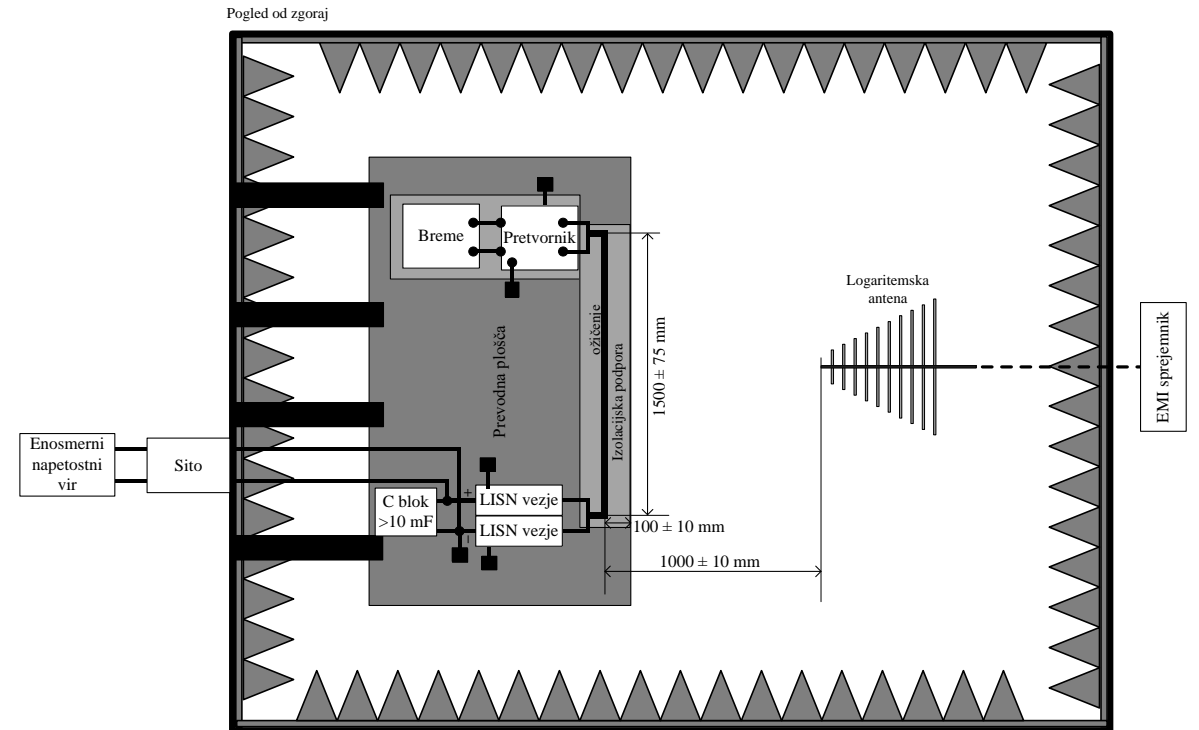 Pogled od zgoraj
Breme
Pretvornik
Logaritemska
antena
EMI sprejemnik
ožičenje
Izolacijska podpora
1500 ± 75 mm
Prevodna plošča
Enosmerni
napetostni
vir
Sito
C blok
>10 mF
+
LISN vezje
LISN vezje
–
100 ± 10 mm
1000 ± 10 mm